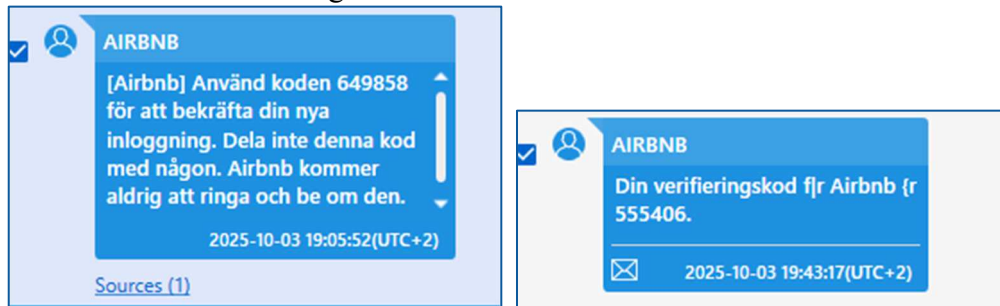 AIRBNB
[Airbnb] Använd koden 649858
för att bekräfta din nya
inloggning. Dela inte denna kod
med någon. Airbnb kommer
aldrig att ringa och be om den.
2025-10-03 19:05:52(UTC+2)
Sources (1)
AIRBNB
Din verifieringskod f|r Airbnb {r
555406.
2025-10-03 19:43:17(UTC+2)